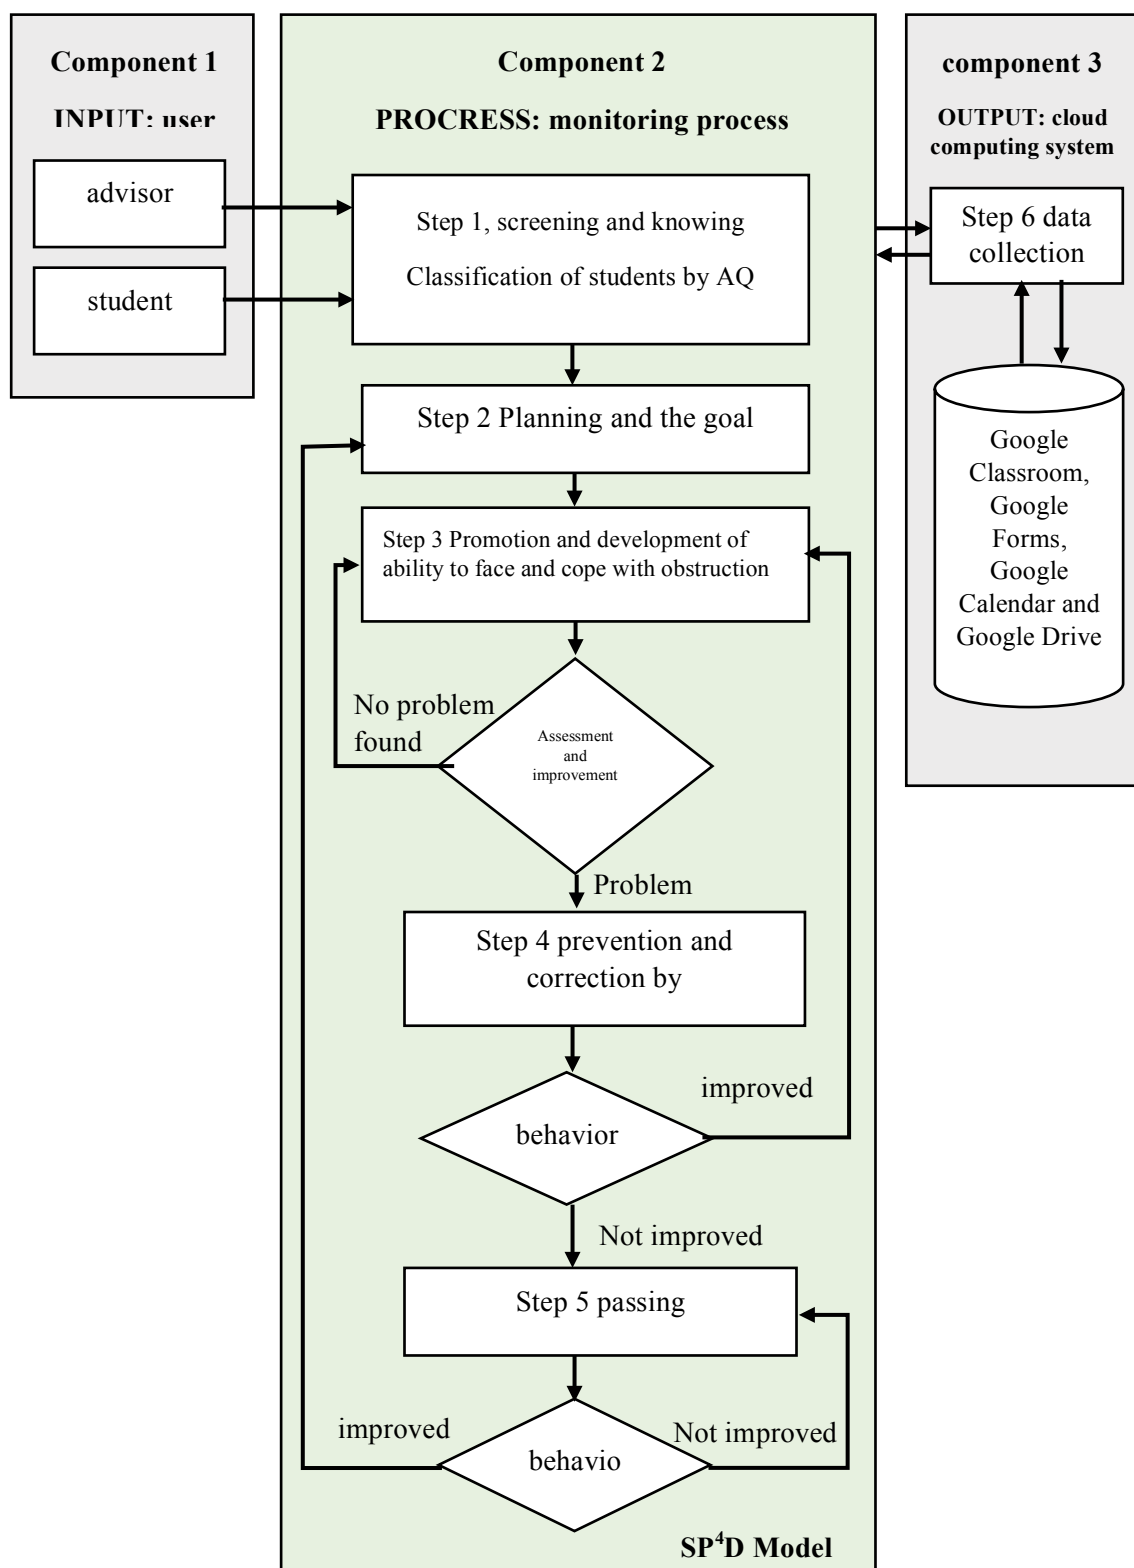 Component 1
INPUT: user
advisor
student
Component 2
PROCRESS: monitoring process
Step 1, screening and knowing
Classification of students by AQ
Step 2 Planning and the goal
Step 3 Promotion and development of
ability to face and cope with obstruction
No problem
found
Assessment
and
improvement
Problem
Step 4 prevention and
correction by
improved
behavior
Not improved
Step 5 passing
improved
Not improved
behavio
SP⁴D Model
component 3
OUTPUT: cloud
computing system
Step 6 data
collection
Google
Classroom,
Google
Forms,
Google
Calendar and
Google Drive